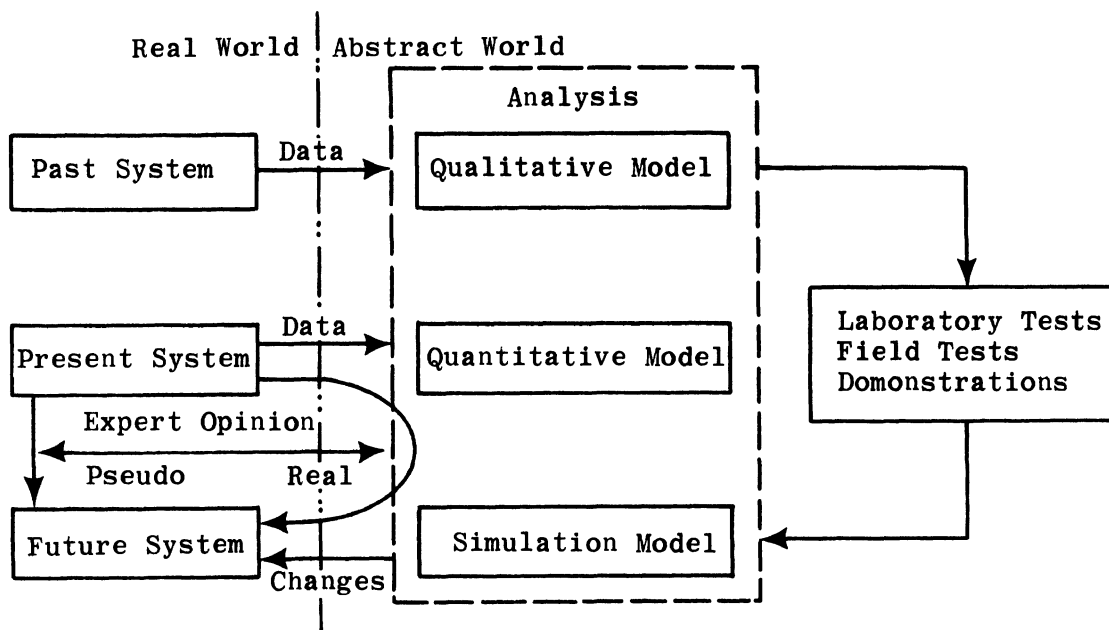 Real World
Abstract World
Analysis
Past System
Data
Qualitative Model
Present System
Data
Quantitative Model
Laboratory Tests
Field Tests
Domonstrations
Expert Opinion
Pseudo
Real
Future System
Changes
Simulation Model